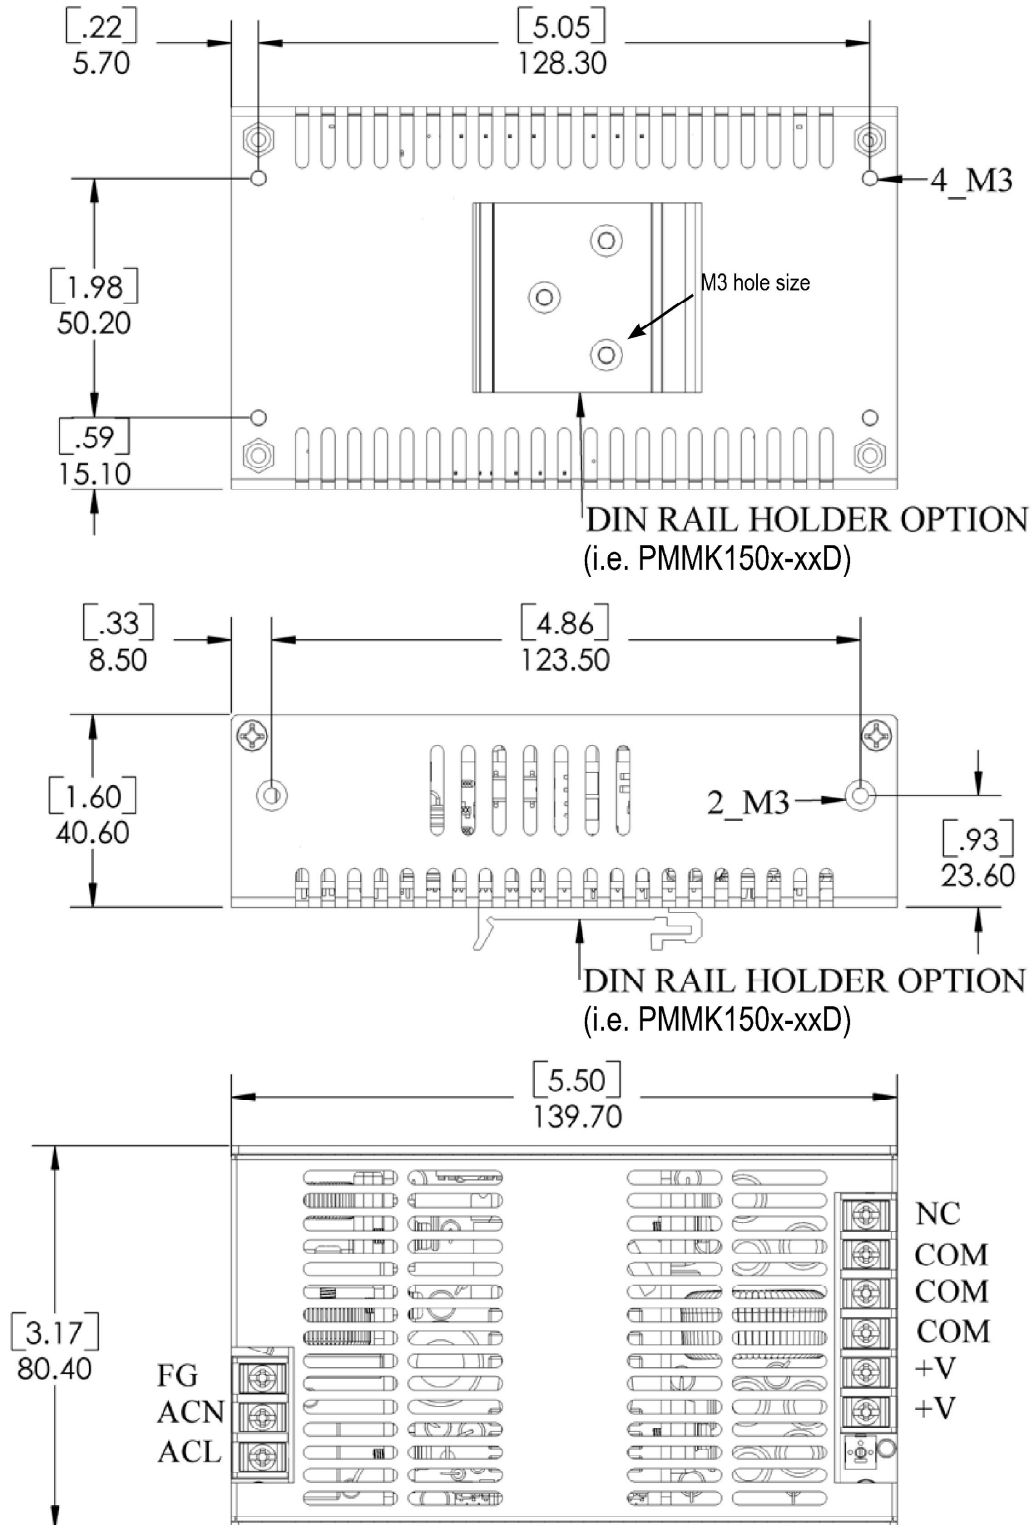 [.22]
5.70
[5.05]
128.30
4_M3
[1.98]
50.20
M3 hole size
[.59]
15.10
DIN RAIL HOLDER OPTION
(i.e. PMMK150x-xxD)
[.33]
8.50
[4.86]
123.50
[1.60]
40.60
2_M3
[.93]
23.60
DIN RAIL HOLDER OPTION
(i.e. PMMK150x-xxD)
[5.50]
139.70
NC
COM
COM
COM
+V
+V
[3.17]
80.40
FG
ACN
ACL